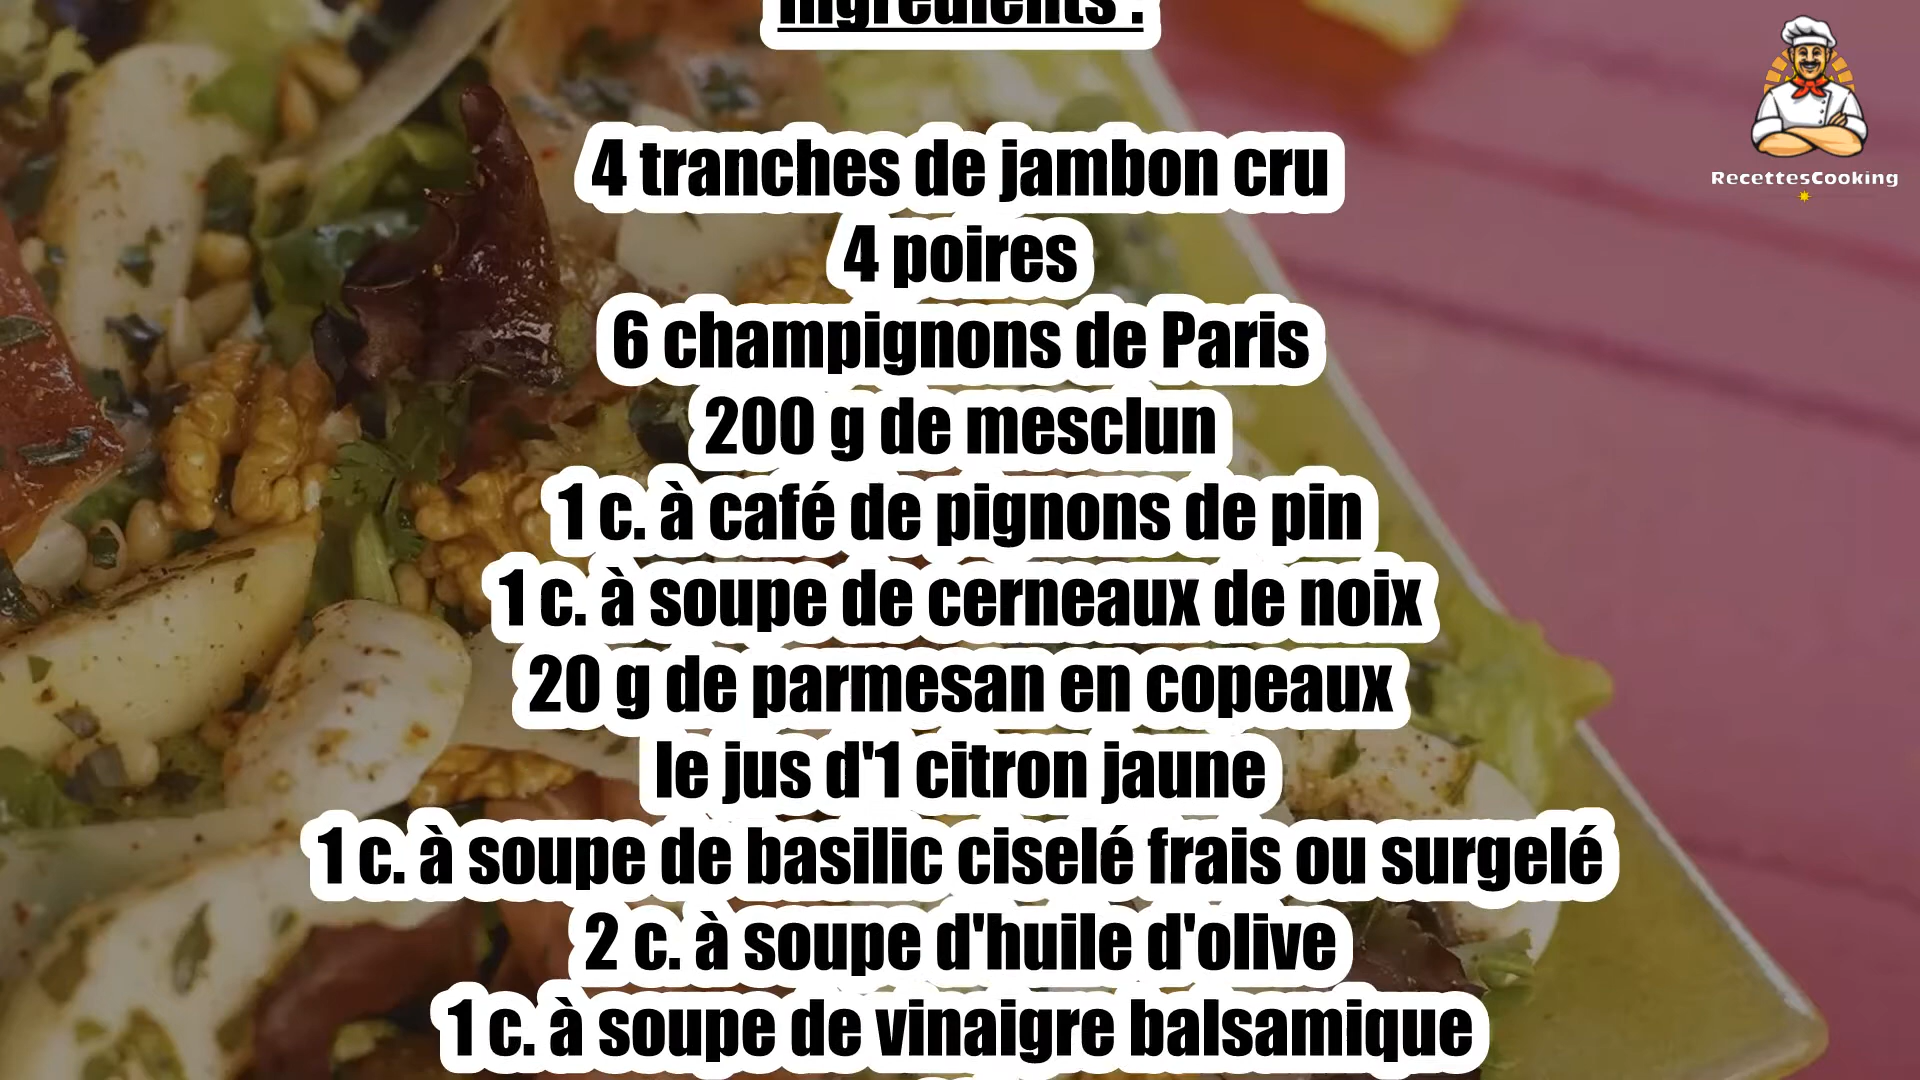 Ingrédients :
RecettesCooking
4 tranches de jambon cru
4 poires
6 champignons de Paris
200 g de mesclun
1 c. à café de pignons de pin
1 c. à soupe de cerneaux de noix
20 g de parmesan en copeaux
le jus d'1 citron jaune
1 c. à soupe de basilic ciselé frais ou surgelé
2 c. à soupe d'huile d'olive
1 c. à soupe de vinaigre balsamique